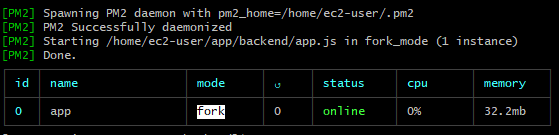 [PM2] Spawning PM2 daemon with pm2_home=/home/ec2-user/.pm2
[PM2] PM2 Successfully daemonized
[PM2] Starting /home/ec2-user/app/backend/app.js in fork_mode (1 instance)
[PM2] Done.
id name mode ↺ status cpu memory
0 app fork 0 online 0% 32.2mb